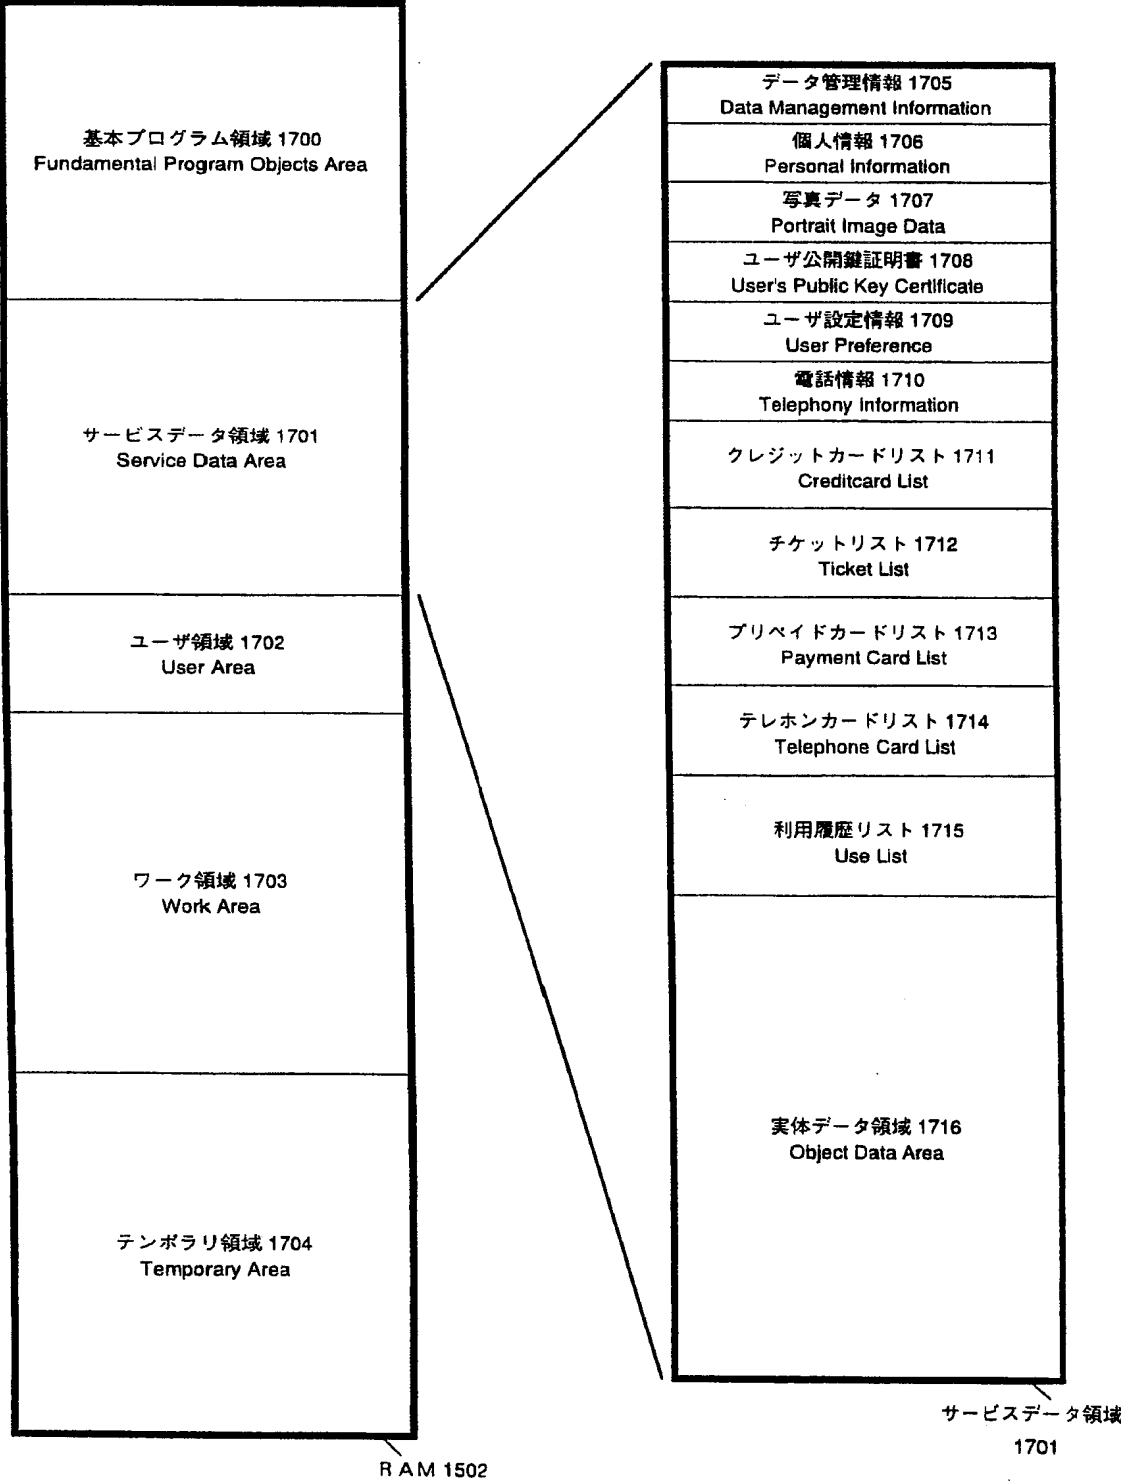 基本プログラム領域 1700
Fundamental Program Objects Area
サービスデータ領域 1701
Service Data Area
ユーザ領域 1702
User Area
ワーク領域 1703
Work Area
テンポラリ領域 1704
Temporary Area
RAM 1502
データ管理情報 1705
Data Management Information
個人情報 1706
Personal Information
写真データ 1707
Portrait Image Data
ユーザ公開鍵証明書 1708
User's Public Key Certificate
ユーザ設定情報 1709
User Preference
電話情報 1710
Telephony Information
クレジットカードリスト 1711
Creditcard List
チケットリスト 1712
Ticket List
プリペイドカードリスト 1713
Payment Card List
テレホンカードリスト 1714
Telephone Card List
利用履歴リスト 1715
Use List
実体データ領域 1716
Object Data Area
サービスデータ領域
1701